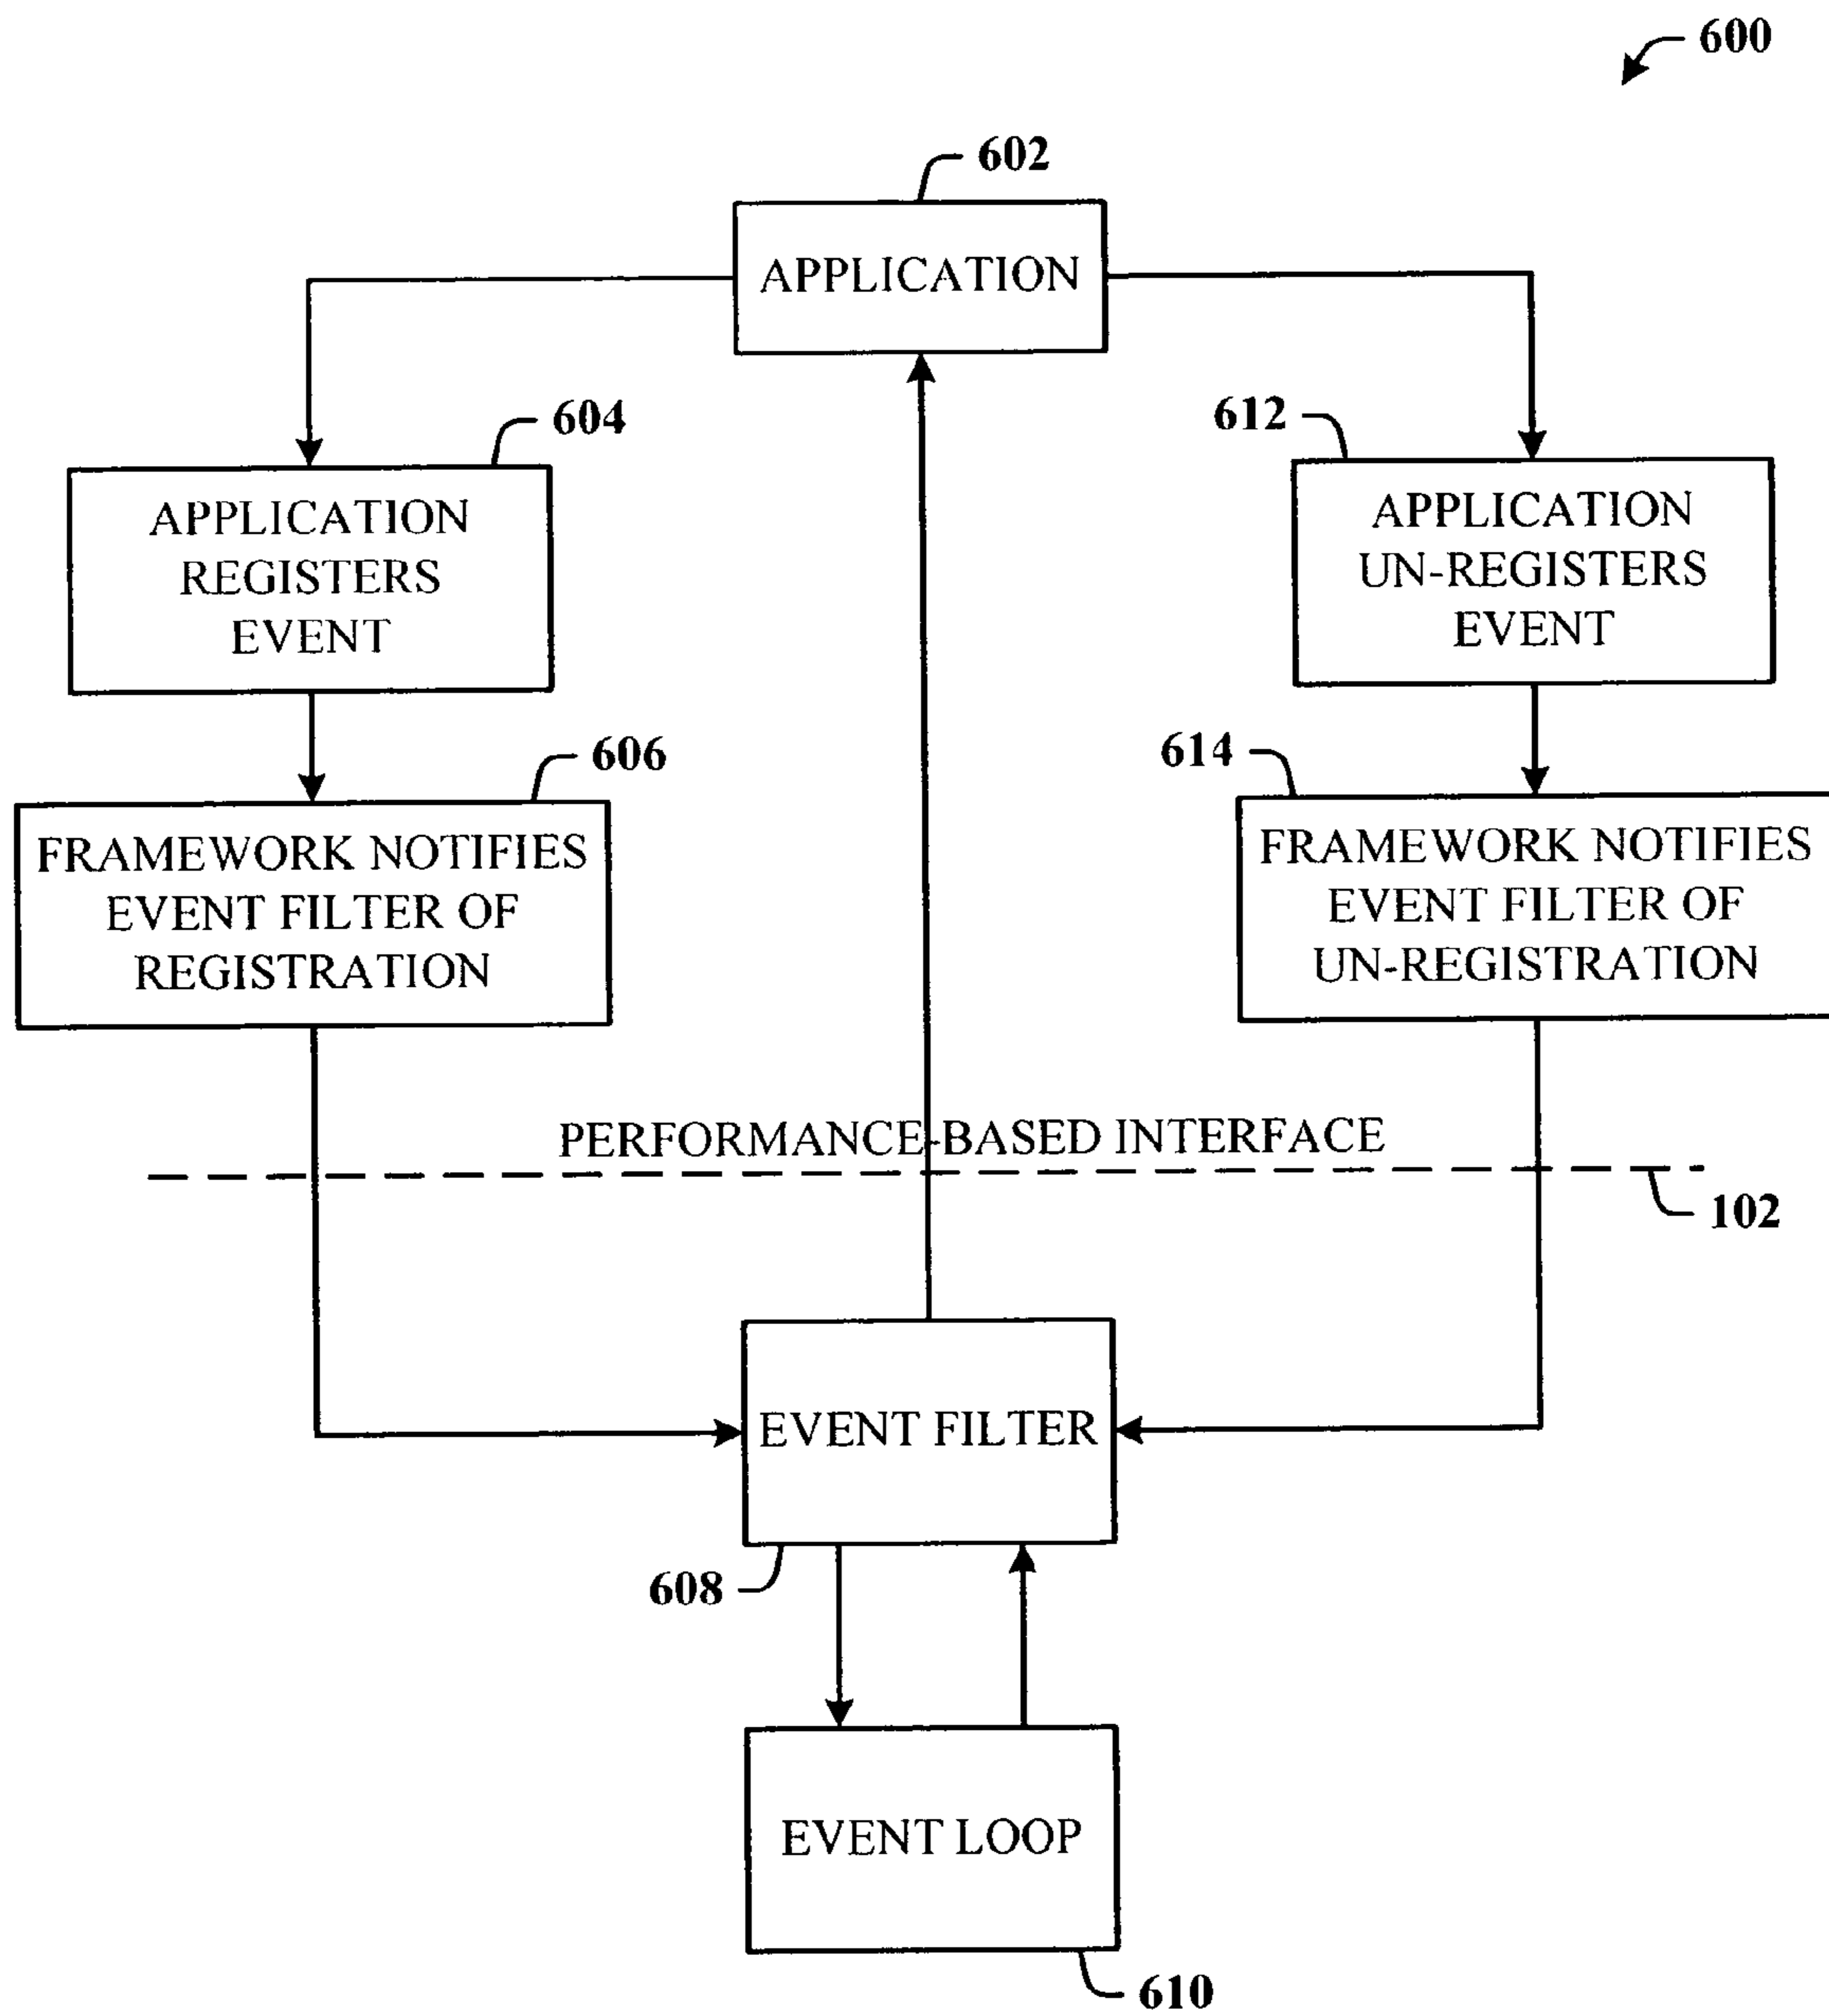 600
602
APPLICATION
604
612
APPLICATION
REGISTERS
EVENT
APPLICATION
UN-REGISTERS
EVENT
606
614
FRAMEWORK NOTIFIES
EVENT FILTER OF
REGISTRATION
FRAMEWORK NOTIFIES
EVENT FILTER OF
UN-REGISTRATION
PERFORMANCE-BASED INTERFACE
102
EVENT FILTER
608
EVENT LOOP
610